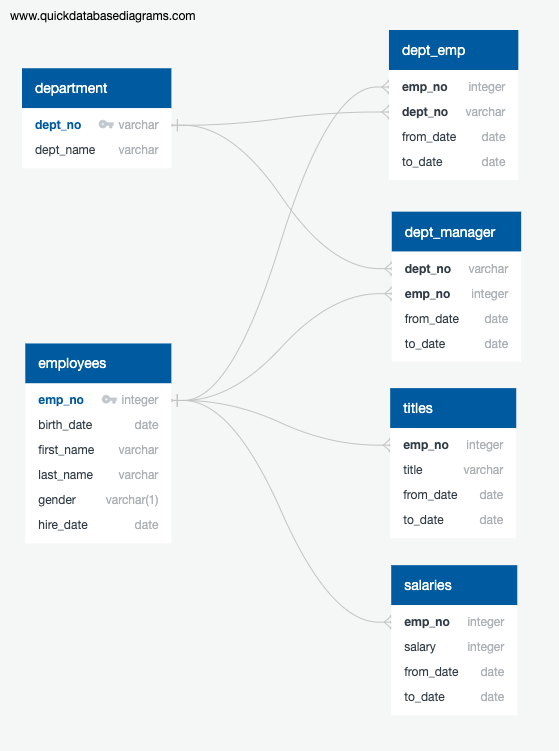 www.quickdatabasediagrams.com
department
dept_no varchar
dept_name varchar
employees
emp_no integer
birth_date date
first_name varchar
last_name varchar
gender varchar(1)
hire_date date
dept_emp
emp_no integer
dept_no varchar
from_date date
to_date date
dept_manager
dept_no varchar
emp_no integer
from_date date
to_date date
titles
emp_no integer
title varchar
from_date date
to_date date
salaries
emp_no integer
salary integer
from_date date
to_date date